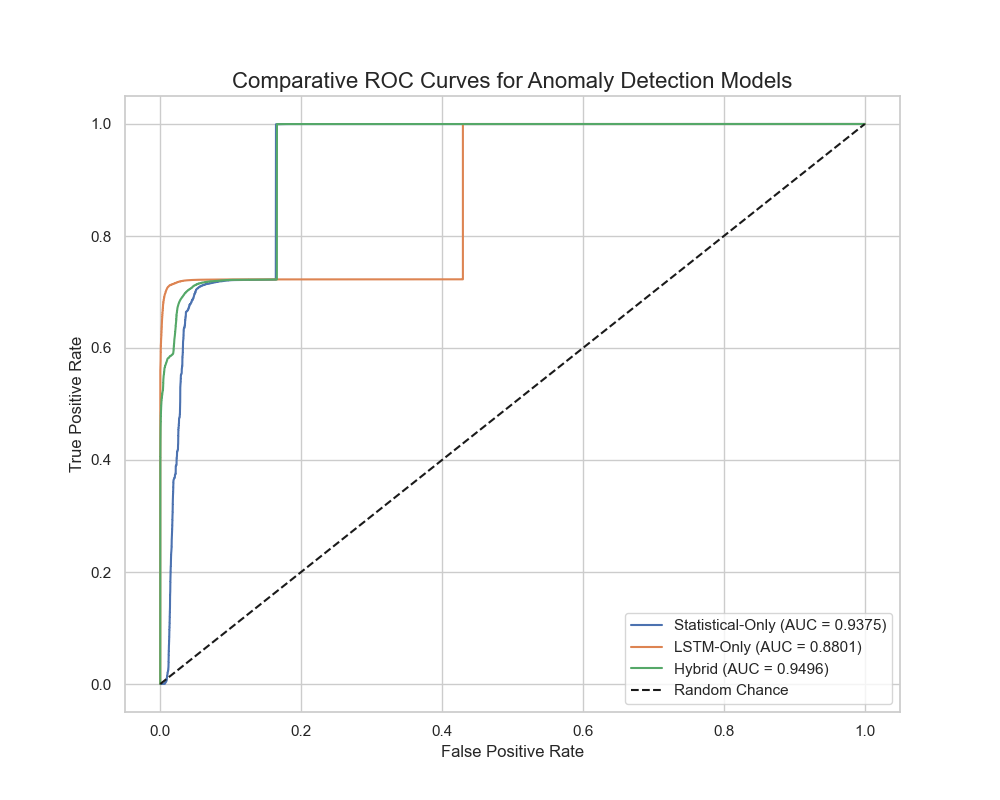 Comparative ROC Curves for Anomaly Detection Models
1.0
0.8
0.6
0.4
0.2
0.0
True Positive Rate
0.0 0.2 0.4 0.6 0.8 1.0
False Positive Rate
Statistical-Only (AUC = 0.9375)
LSTM-Only (AUC = 0.8801)
Hybrid (AUC = 0.9496)
Random Chance